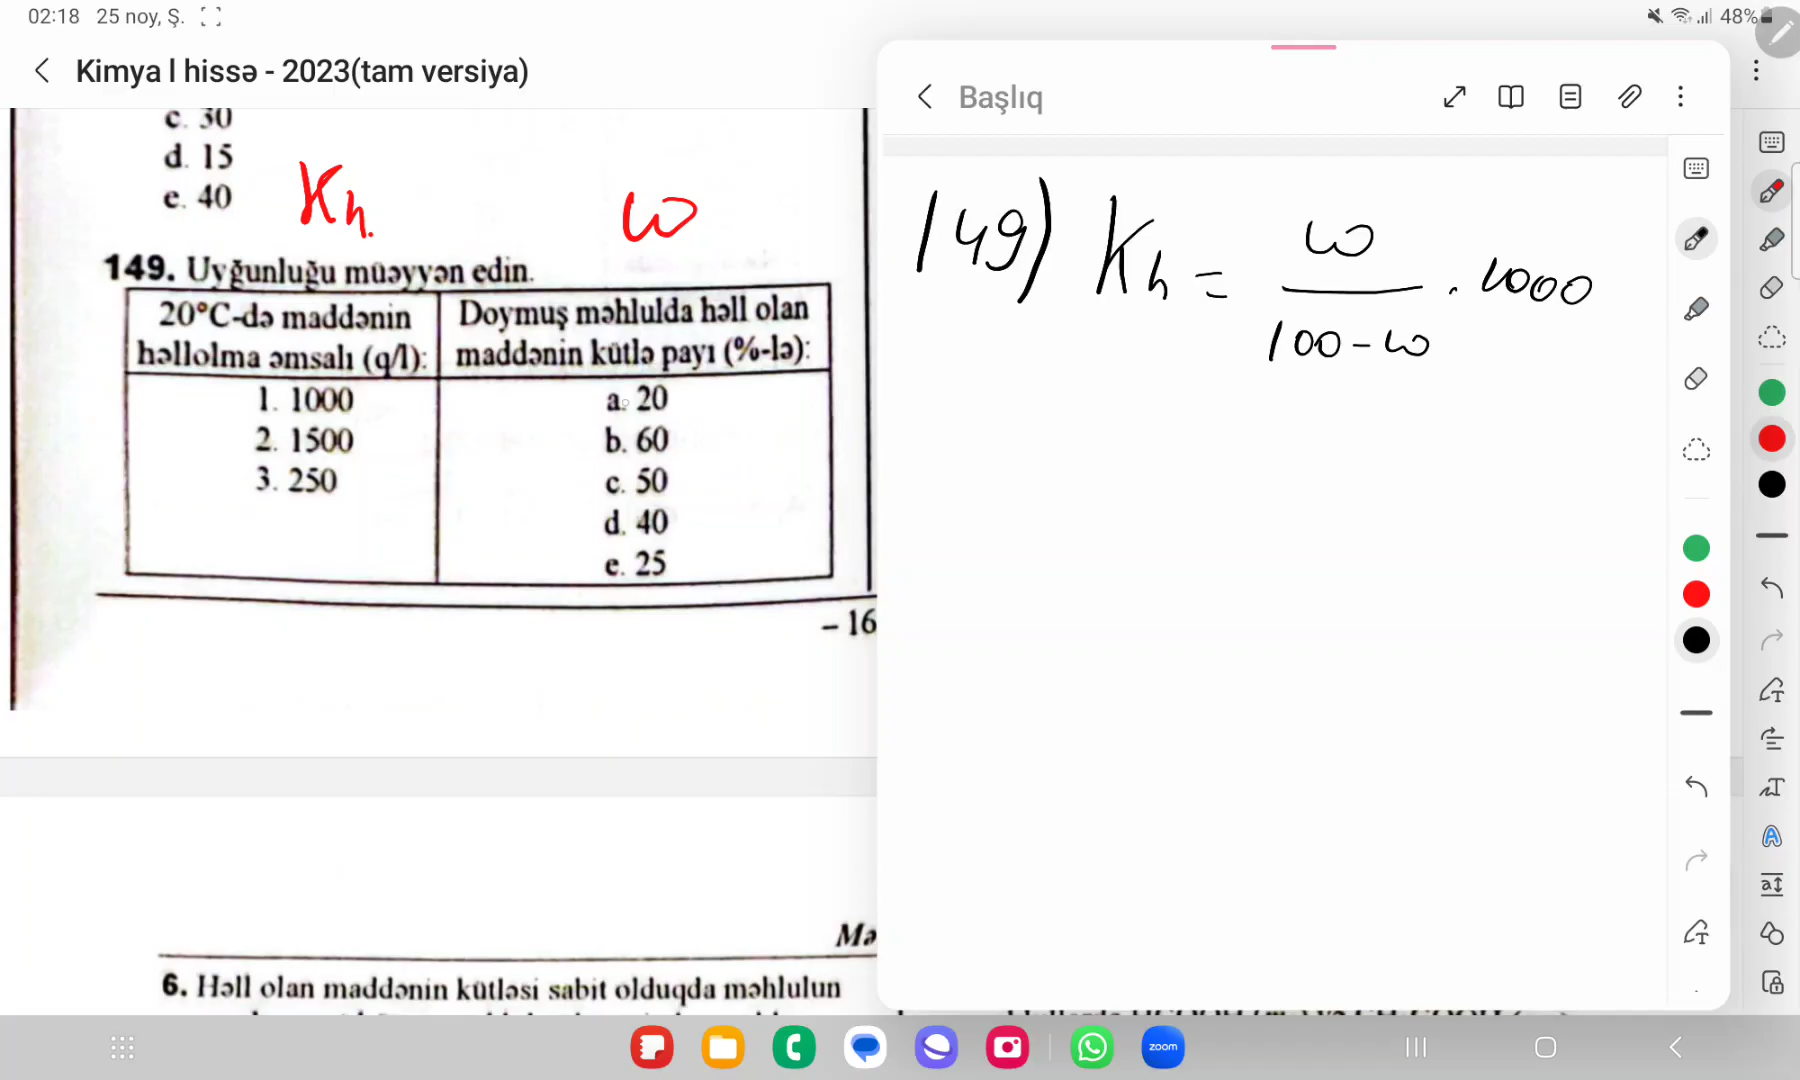 02:18 25 noy, Ş.
48%
Kimya I hissə - 2023(tam versiya)
c. 30
d. 15
e. 40
Kh.
ω
149. Uyğunluğu müəyyən edin.
20°C-də maddənin həllolma əmsalı (q/l):
Doymuş məhlulda həll olan maddənin kütlə payı (%-lə):
1. 1000
2. 1500
3. 250
a. 20
b. 60
c. 50
d. 40
e. 25
– 16
Mə
6. Həll olan maddənin kütləsi sabit olduqda məhlulun
Başlıq
149) Kh = ω / 100 - ω · 1000
zoom